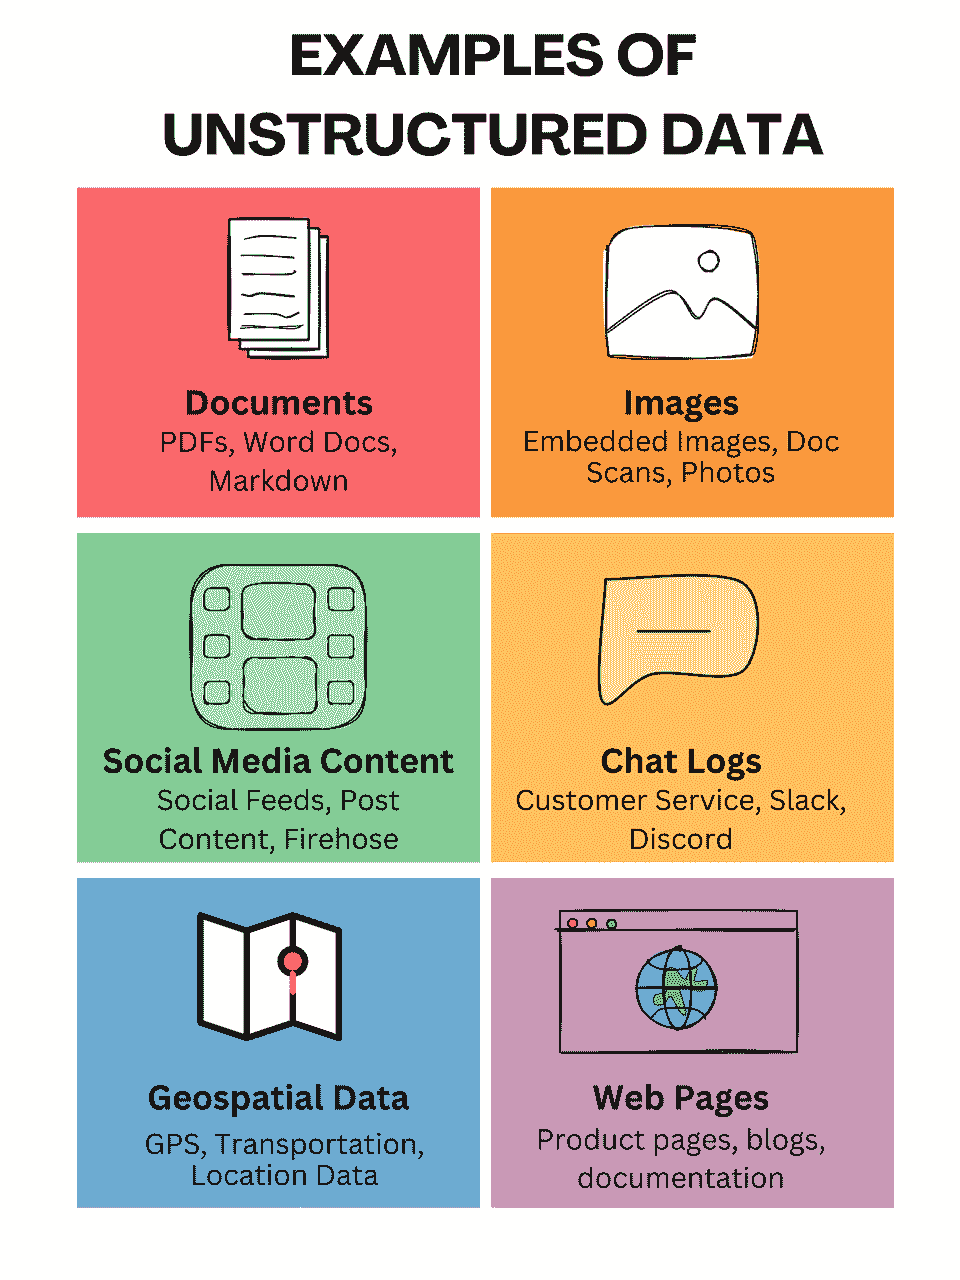 EXAMPLES OF
UNSTRUCTURED DATA
Documents
PDFs, Word Docs,
Markdown
Images
Embedded Images, Doc
Scans, Photos
Social Media Content
Social Feeds, Post
Content, Firehose
Chat Logs
Customer Service, Slack,
Discord
Geospatial Data
GPS, Transportation,
Location Data
Web Pages
Product pages, blogs,
documentation